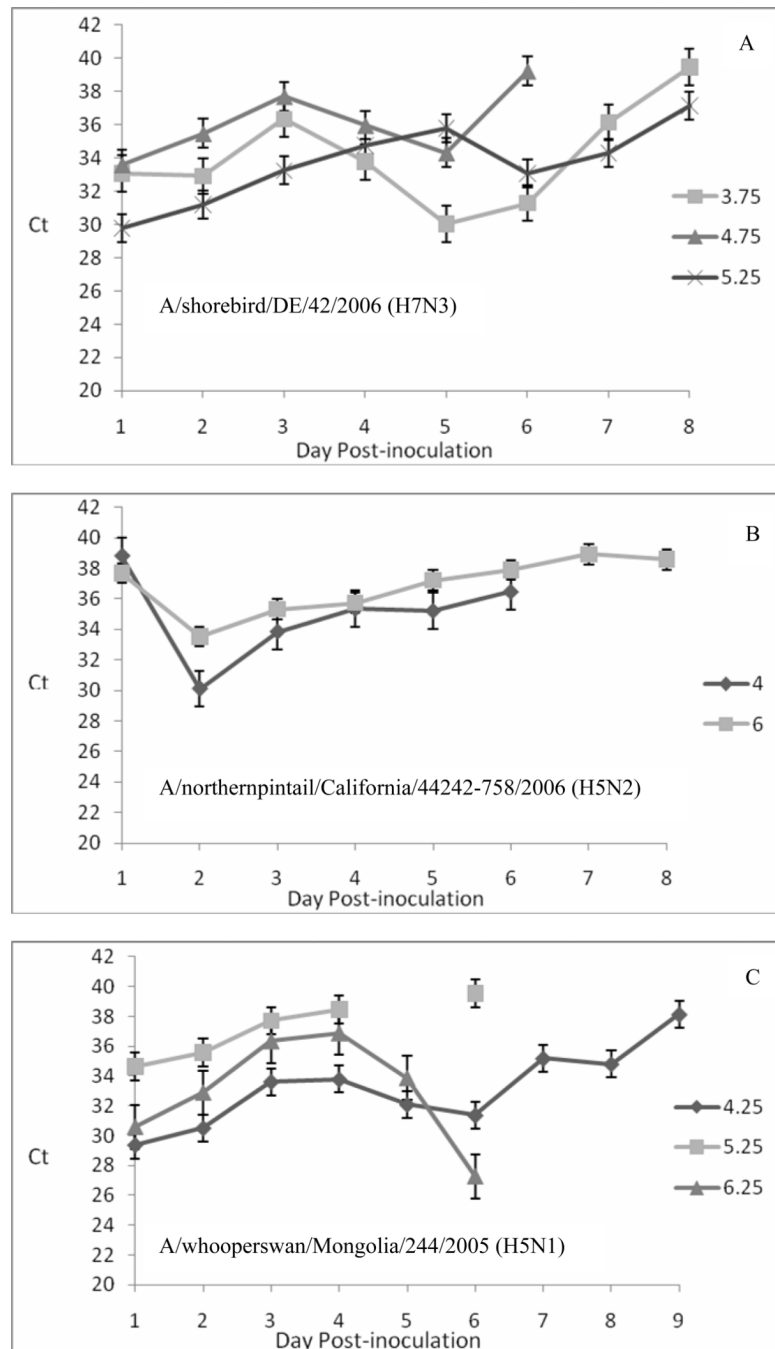 A
42
40
38
36
34
32
30
28
26
24
22
20
Ct
3.75
4.75
5.25
A/shorebird/DE/42/2006 (H7N3)
1 2 3 4 5 6 7 8
Day Post-inoculation
B
42
40
38
36
34
32
30
28
26
24
22
20
Ct
4
6
A/northernpintail/California/44242-758/2006 (H5N2)
1 2 3 4 5 6 7 8
Day Post-inoculation
C
42
40
38
36
34
32
30
28
26
24
22
20
Ct
4.25
5.25
6.25
A/whooperswan/Mongolia/244/2005 (H5N1)
1 2 3 4 5 6 7 8 9
Day Post-inoculation